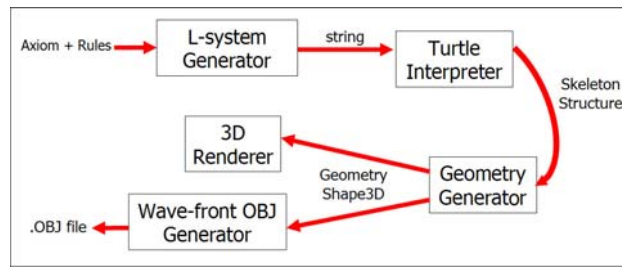 Axiom + Rules
L-system
Generator
string
Turtle
Interpreter
Skeleton
Structure
3D
Renderer
Geometry
Shape3D
Geometry
Generator
.OBJ file
Wave-front OBJ
Generator